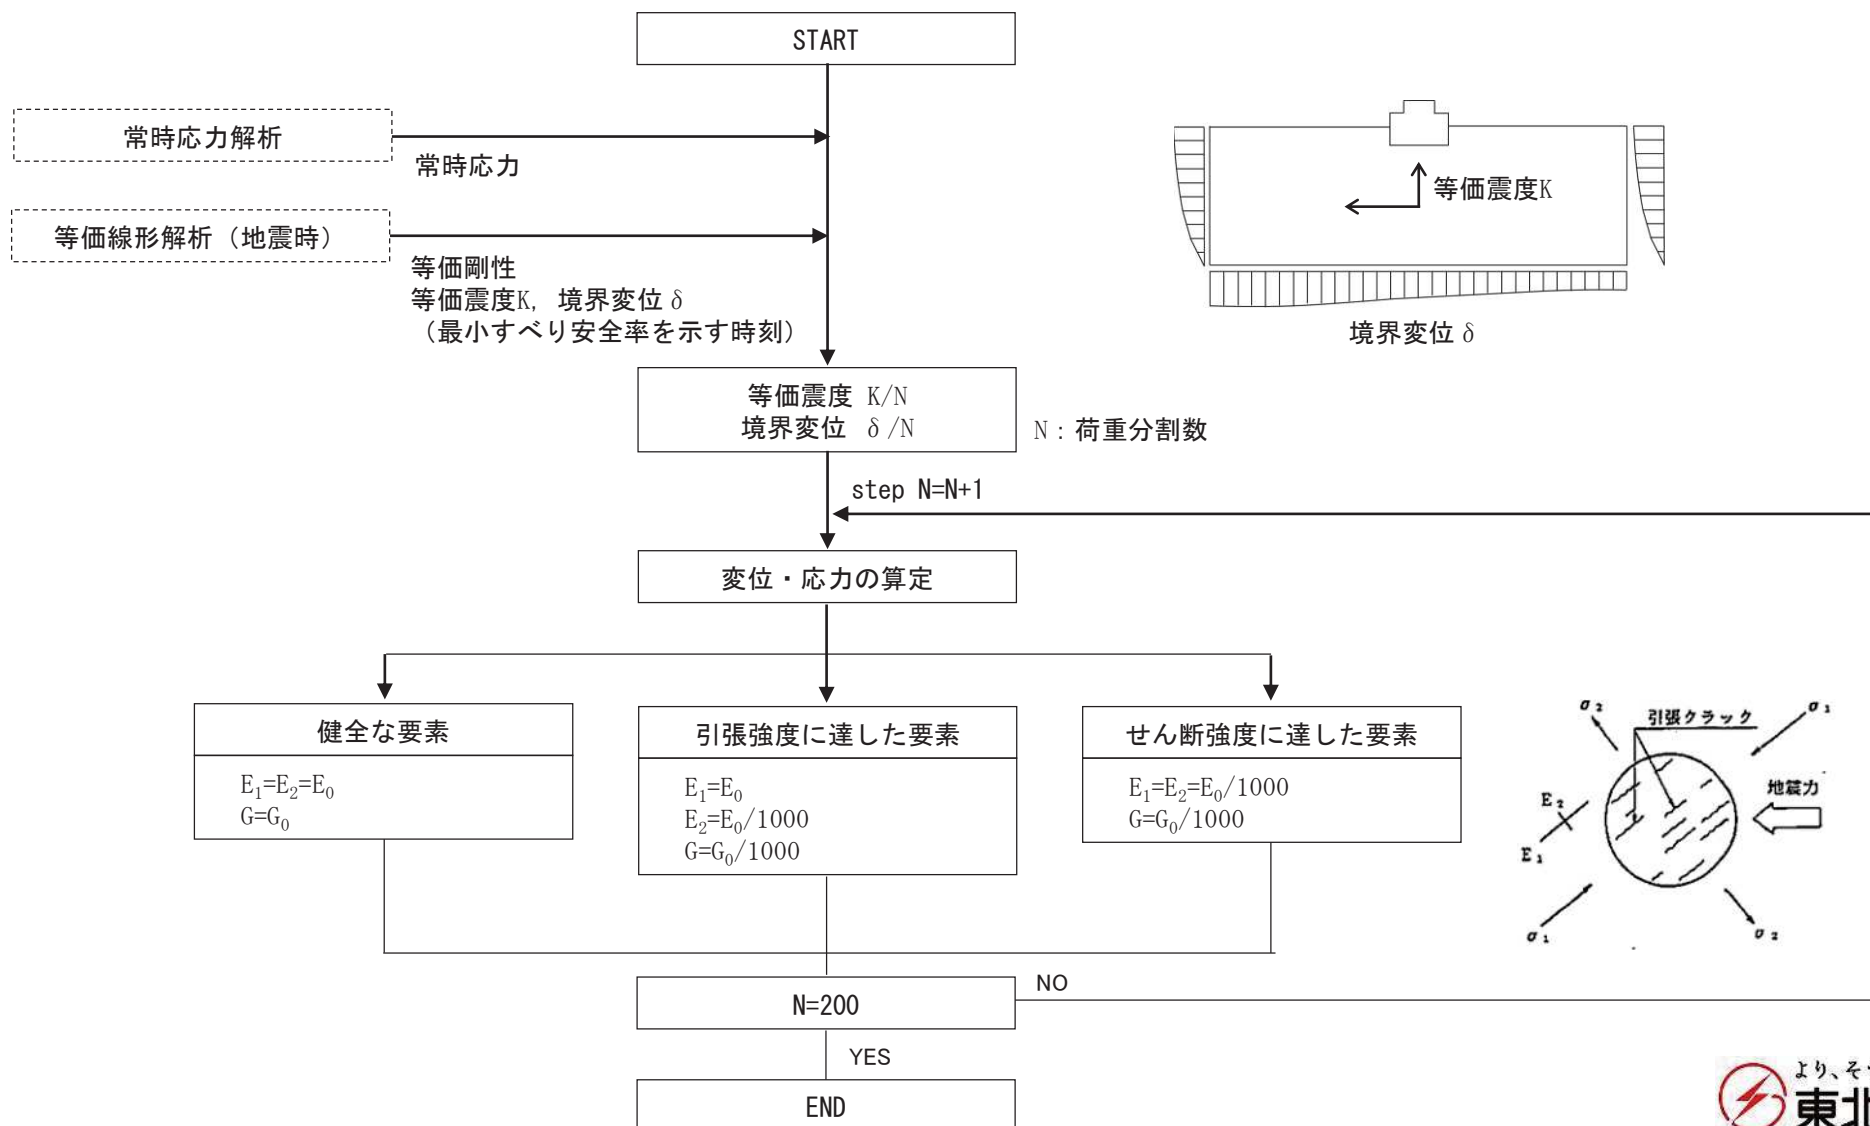 START
常時応力解析
常時応力
等価線形解析（地震時）
等価剛性
等価震度K，境界変位δ
（最小すべり安全率を示す時刻）
等価震度K
境界変位δ
等価震度 K/N
境界変位 δ/N
N：荷重分割数
step N=N+1
変位・応力の算定
健全な要素
E₁=E₂=E₀
G=G₀
引張強度に達した要素
E₁=E₀
E₂=E₀/1000
G=G₀/1000
せん断強度に達した要素
E₁=E₂=E₀/1000
G=G₀/1000
σ₂
引張クラック
σ₁
地震力
E₂
E₁
σ₁
σ₂
N=200
NO
YES
END
より、そ
東北